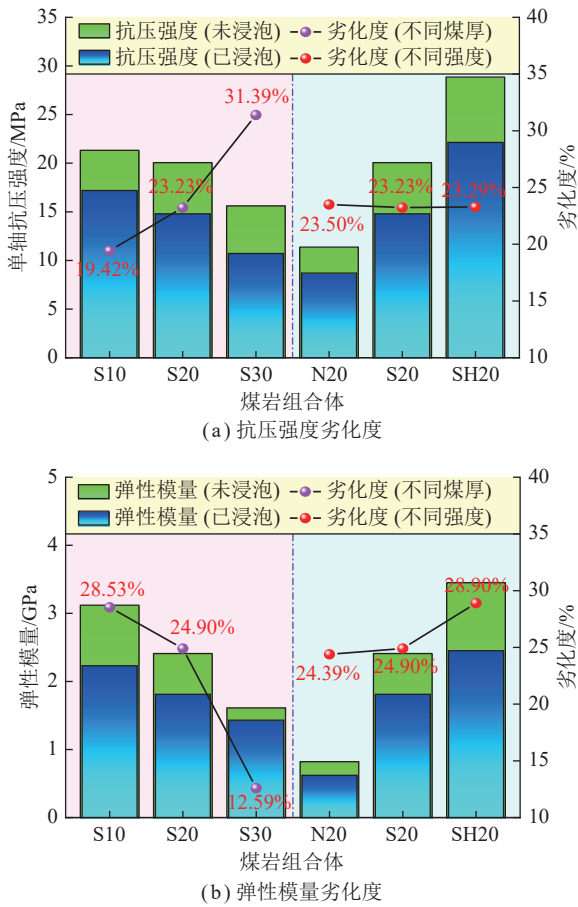 40
35
30
25
20
15
10
5
0
单轴抗压强度/MPa
抗压强度 (未浸泡)
劣化度 (不同煤厚)
抗压强度 (已浸泡)
劣化度 (不同强度)
19.42%
23.23%
31.39%
23.50%
23.23%
23.29%
35
40
35
30
25
20
15
10
劣化度/%
S10 S20 S30 N20 S20 SH20
煤岩组合体
(a) 抗压强度劣化度
5
4
3
2
1
0
弹性模量/GPa
弹性模量 (未浸泡)
劣化度 (不同煤厚)
弹性模量 (已浸泡)
劣化度 (不同强度)
28.53%
24.90%
12.59%
24.39%
24.90%
28.90%
40
35
30
25
20
15
10
劣化度/%
S10 S20 S30 N20 S20 SH20
煤岩组合体
(b) 弹性模量劣化度